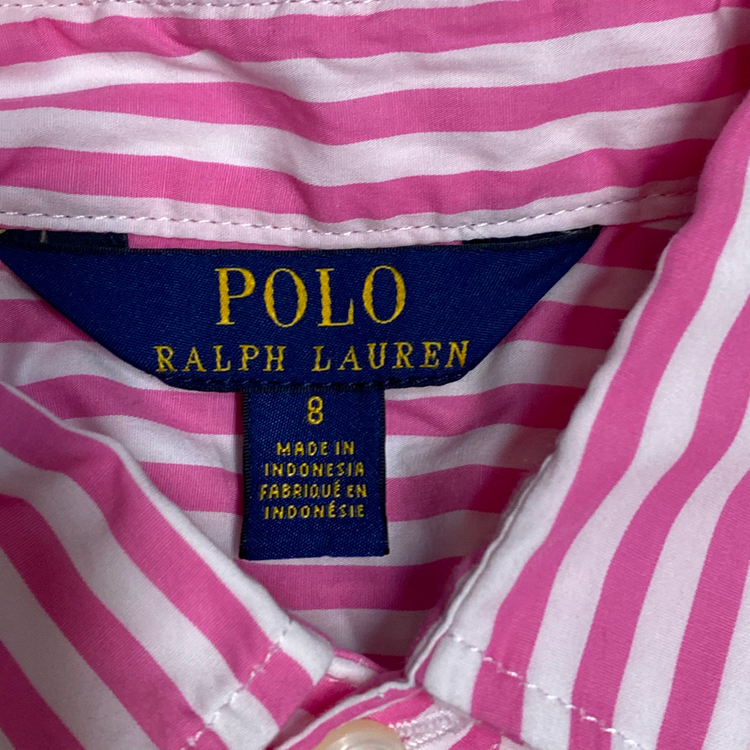 POLO
RALPH LAUREN
8
MADE IN
INDONESIA
FABRIQUÉ EN
INDONÉSIE